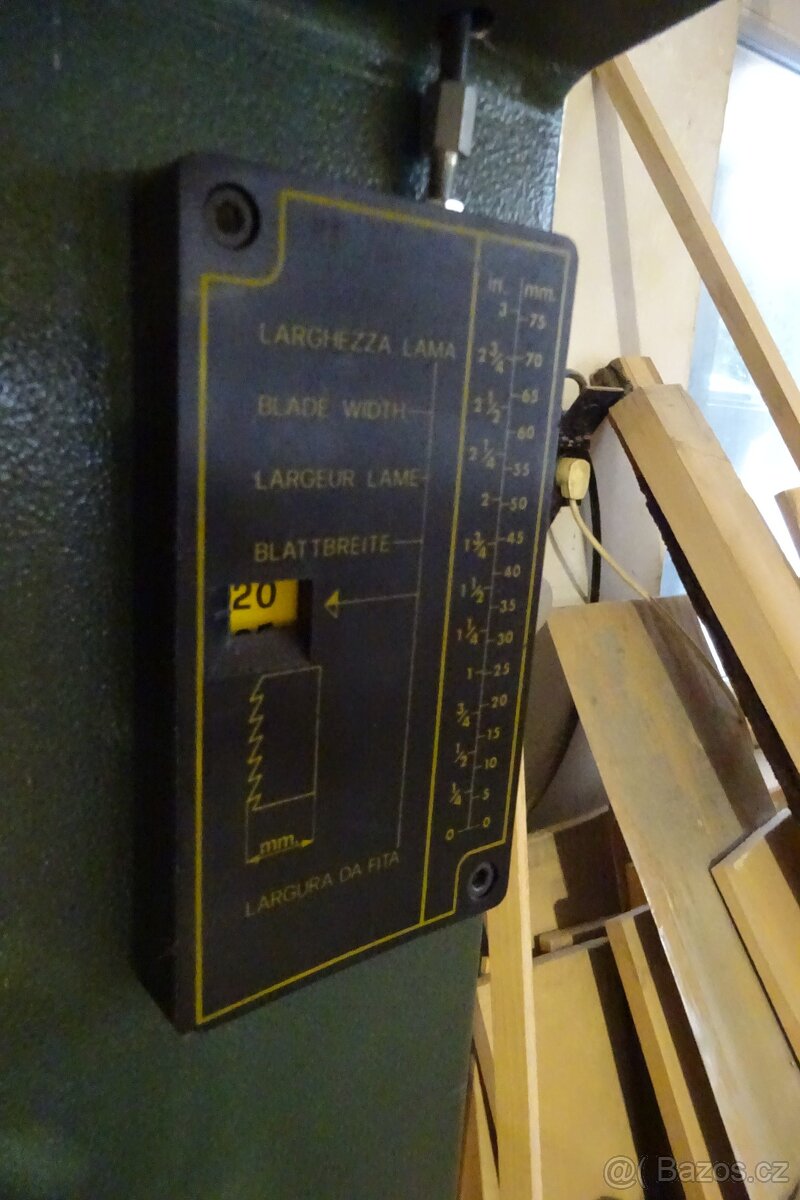 LARGHEZZA LAMA
BLADE WIDTH
LARGEUR LAME
BLATTBREITE
20
mm.
LARGURA DA FITA
in. mm.
3 75
2 3/4 70
65
2 1/2
60
2 1/4 55
2 50
1 3/4 45
40
1 1/2
35
1 1/4 30
1 25
3/4 20
15
1/2
10
1/4 5
0 0
@( Bazos.cz